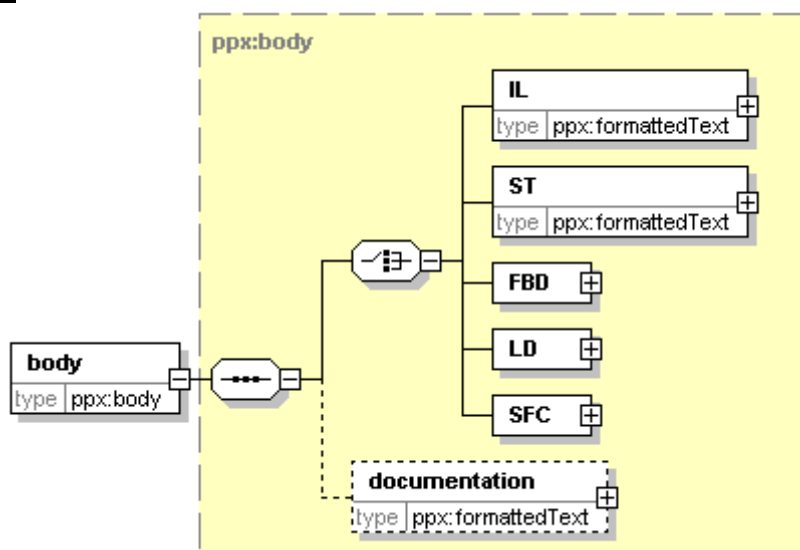 ppx:body
IL
type ppx:formattedText
ST
type ppx:formattedText
FBD
LD
SFC
body
type ppx:body
documentation
type ppx:formattedText